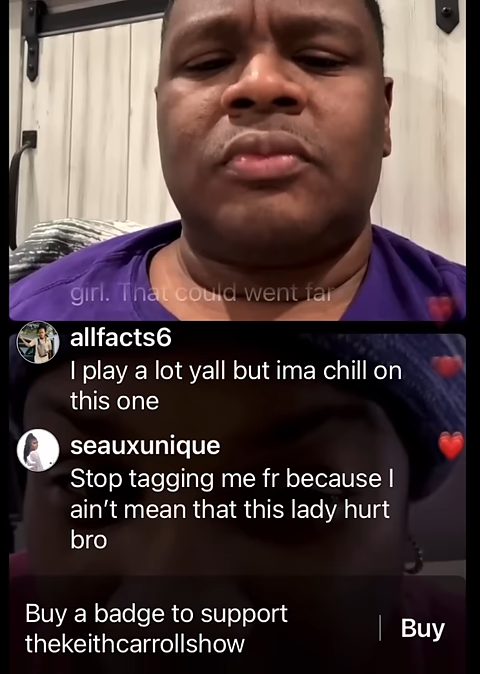 girl. That could went far
allfacts6
I play a lot yall but ima chill on
this one
seauxunique
Stop tagging me fr because I
ain’t mean that this lady hurt
bro
Buy a badge to support
thekeithcarrollshow
Buy